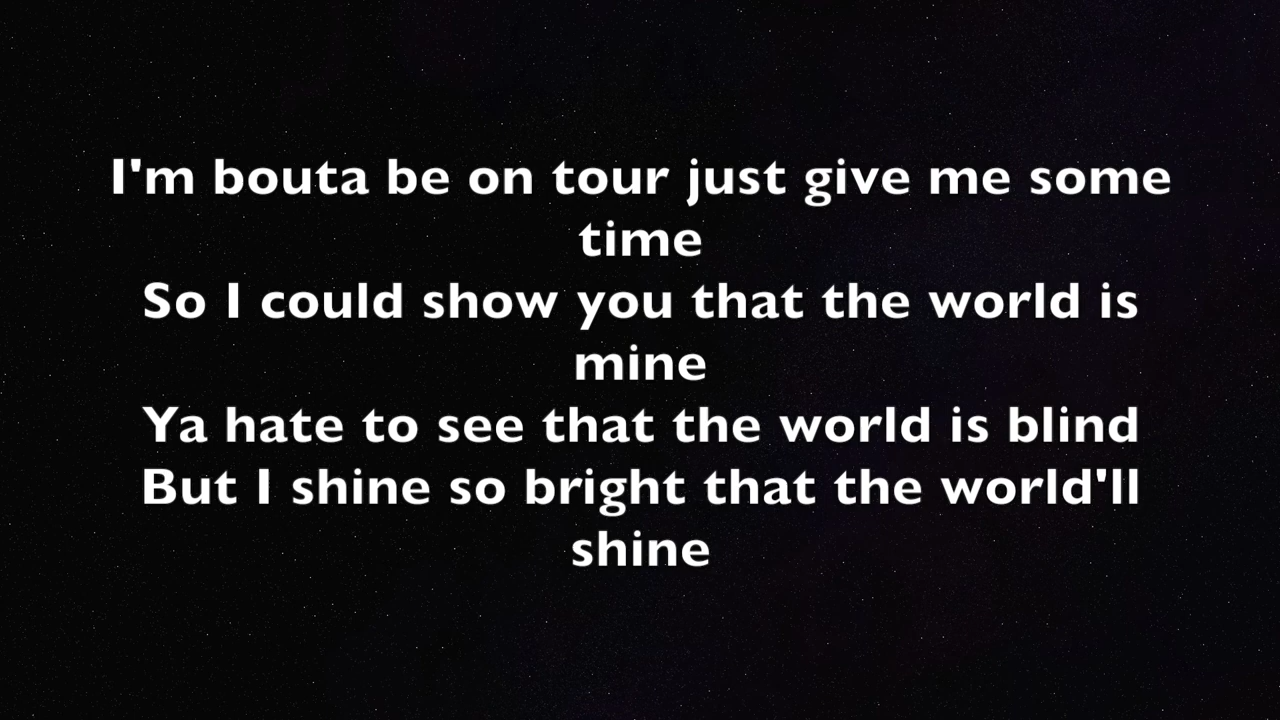 I'm bouta be on tour just give me some
time
So I could show you that the world is
mine
Ya hate to see that the world is blind
But I shine so bright that the world'll
shine